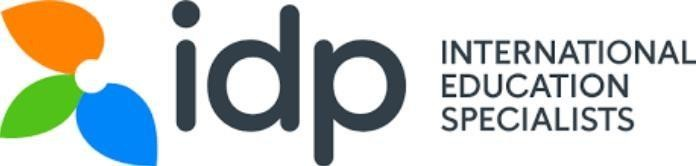 idp
INTERNATIONAL
EDUCATION
SPECIALISTS